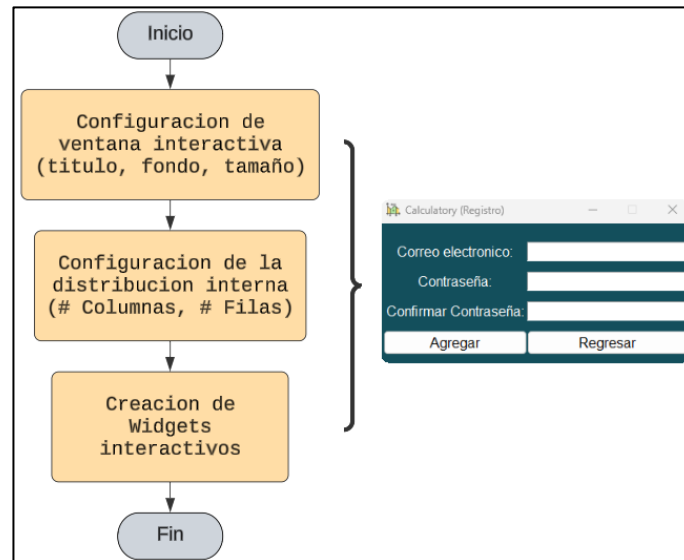 Inicio
Configuracion de
ventana interactiva
(titulo, fondo, tamaño)
Configuracion de la
distribucion interna
(# Columnas, # Filas)
Creacion de
Widgets
interactivos
Fin
Calculatory (Registro)
Correo electronico:
Contraseña:
Confirmar Contraseña:
Agregar Regresar